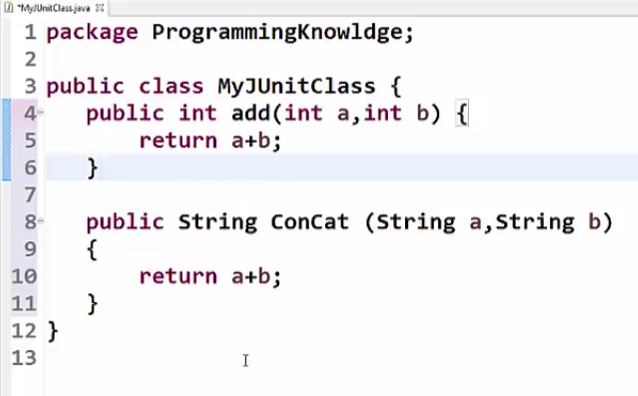 *MyJUnitClass.java
1 package ProgrammingKnowldge;
2
3 public class MyJUnitClass {
4     public int add(int a,int b) {
5         return a+b;
6     }
7
8     public String ConCat (String a,String b)
9     {
10         return a+b;
11     }
12 }
13